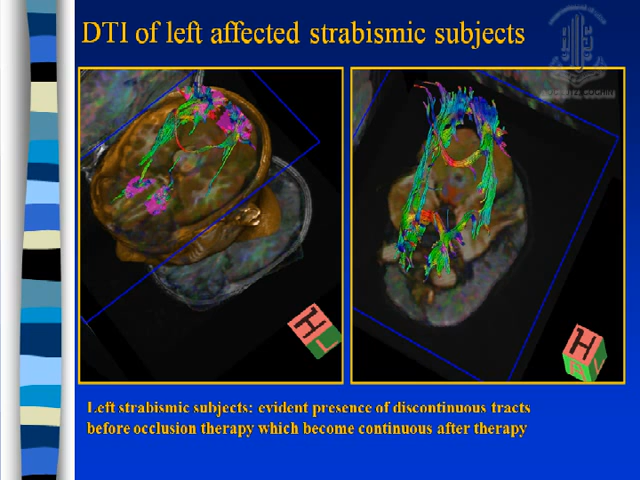 DTI of left affected strabismic subjects
H
L
H
Left strabismic subjects: evident presence of discontinuous tracts
before occlusion therapy which become continuous after therapy